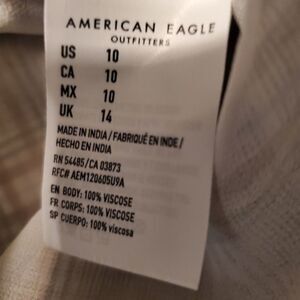 AMERICAN EAGLE
OUTFITTERS
US 10
CA 10
MX 10
UK 14
MADE IN INDIA/ FABRIQUÉ EN INDE/
HECHO EN INDIA
RN 54485/CA 03873
RFC# AEM120605U9A
EN BODY: 100% VISCOSE
FR CORPS: 100% VISCOSE
SP CUERPO: 100% viscosa